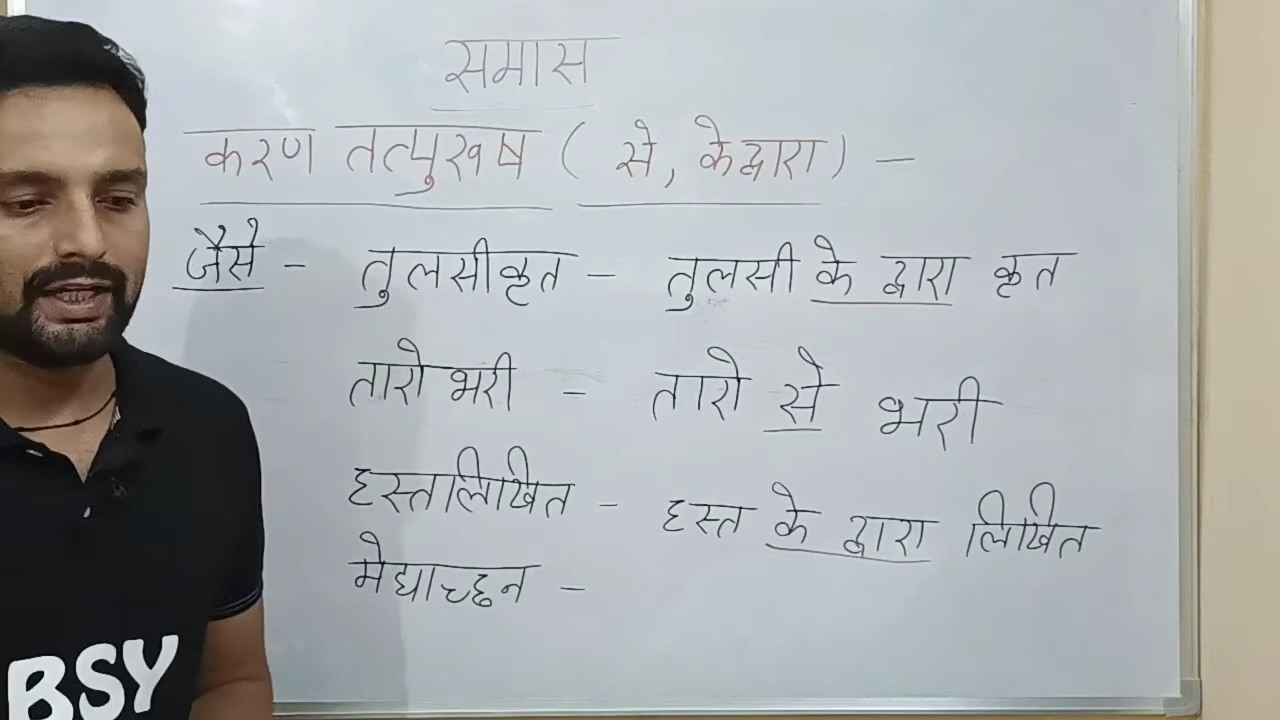 समास
करण तत्पुरूष ( से, के द्वारा ) –
जैसे – तुलसीकृत – तुलसी के द्वारा कृत
तारो भरी – तारो से भरी
हस्तलिखित – हस्त के द्वारा लिखित
मेघाच्छन –
BSY